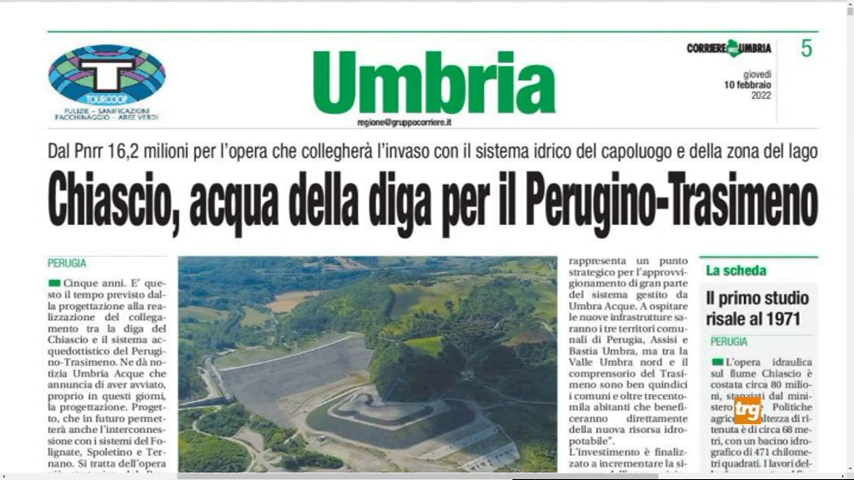 T
TOURCOOP
PULIZIE – SANIFICAZIONI
FACCHINAGGIO – AREE VERDI
Umbria
regione@gruppocorriere.it
CORRIERE DELL'UMBRIA
5
giovedì
10 febbraio
2022
Dal Pnrr 16,2 milioni per l'opera che collegherà l'invaso con il sistema idrico del capoluogo e della zona del lago
Chiascio, acqua della diga per il Perugino-Trasimeno
PERUGIA
Cinque anni. E' que-
sto il tempo previsto dal-
la progettazione alla rea-
lizzazione del collega-
mento tra la diga del
Chiascio e il sistema ac-
quedottistico del Perugi-
no-Trasimeno. Ne dà no-
tizia Umbria Acque che
annuncia di aver avviato,
proprio in questi giorni,
la progettazione. Proget-
to, che in futuro permet-
terà anche l'interconnes-
sione con i sistemi del Fo-
lignate, Spoletino e Ter-
nano. Si tratta dell'opera
rappresenta un punto
strategico per l'approvvi-
gionamento di gran parte
del sistema gestito da
Umbra Acque. A ospitare
le nuove infrastrutture sa-
ranno i tre territori comu-
nali di Perugia, Assisi e
Bastia Umbra, ma tra la
Valle Umbra nord e il
comprensorio del Trasi-
meno sono ben quindici
i comuni e oltre trecento-
mila abitanti che benefi-
ceranno direttamente
della nuova risorsa idro-
potabile".
L'investimento è finaliz-
zato a incrementare la si-
La scheda
Il primo studio
risale al 1971
PERUGIA
L'opera idraulica
sul fiume Chiascio è
costata circa 80 milio-
ni, stanziati dal mini-
stero Politiche
agricole. L'altezza di ri-
tenuta è di circa 68 me-
tri, con un bacino idro-
grafico di 471 chilome-
tri quadrati. I lavori del-
trg